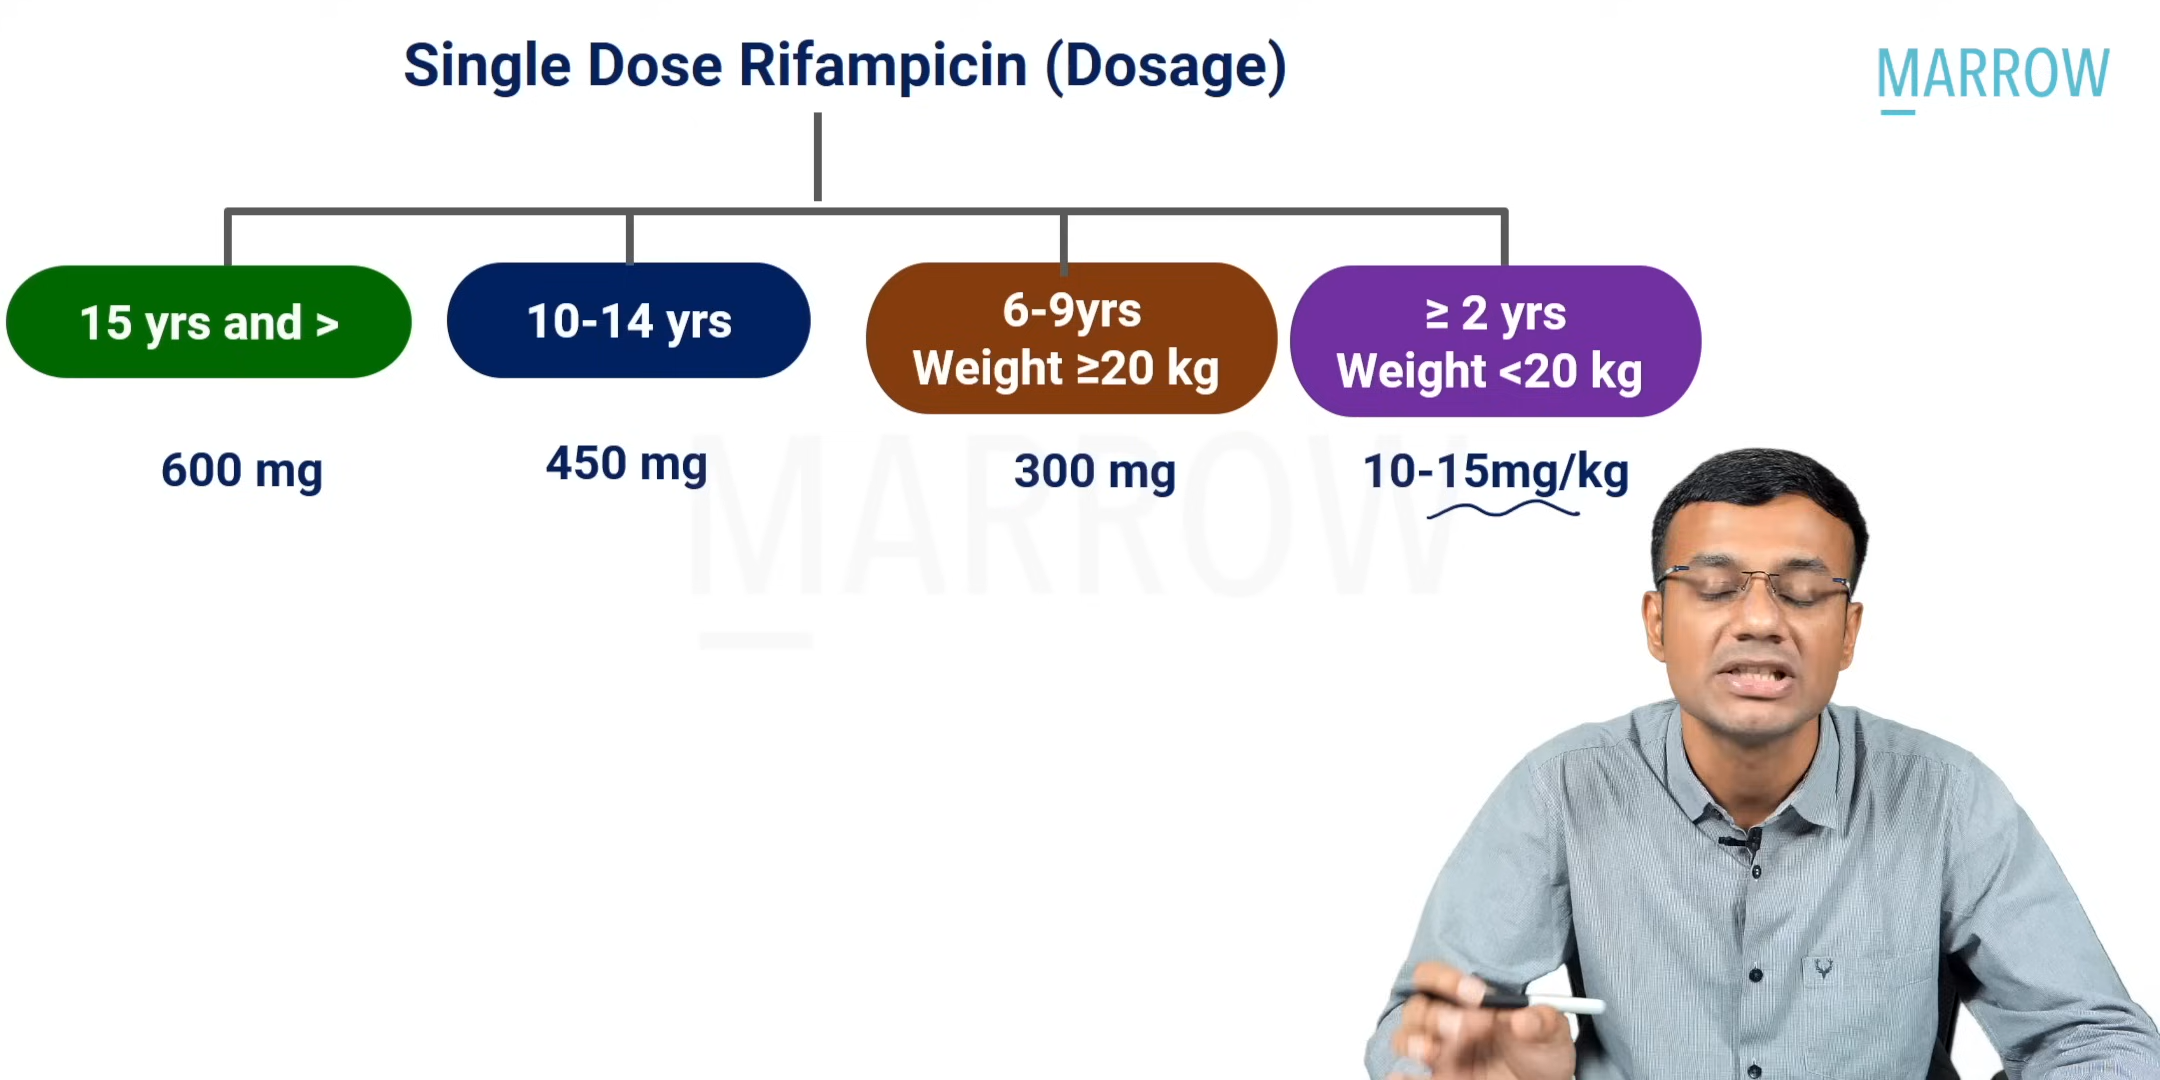 Single Dose Rifampicin (Dosage)
MARROW
15 yrs and >
10-14 yrs
6-9yrs
Weight ≥20 kg
≥ 2 yrs
Weight <20 kg
600 mg
450 mg
300 mg
10-15mg/kg
MARROW